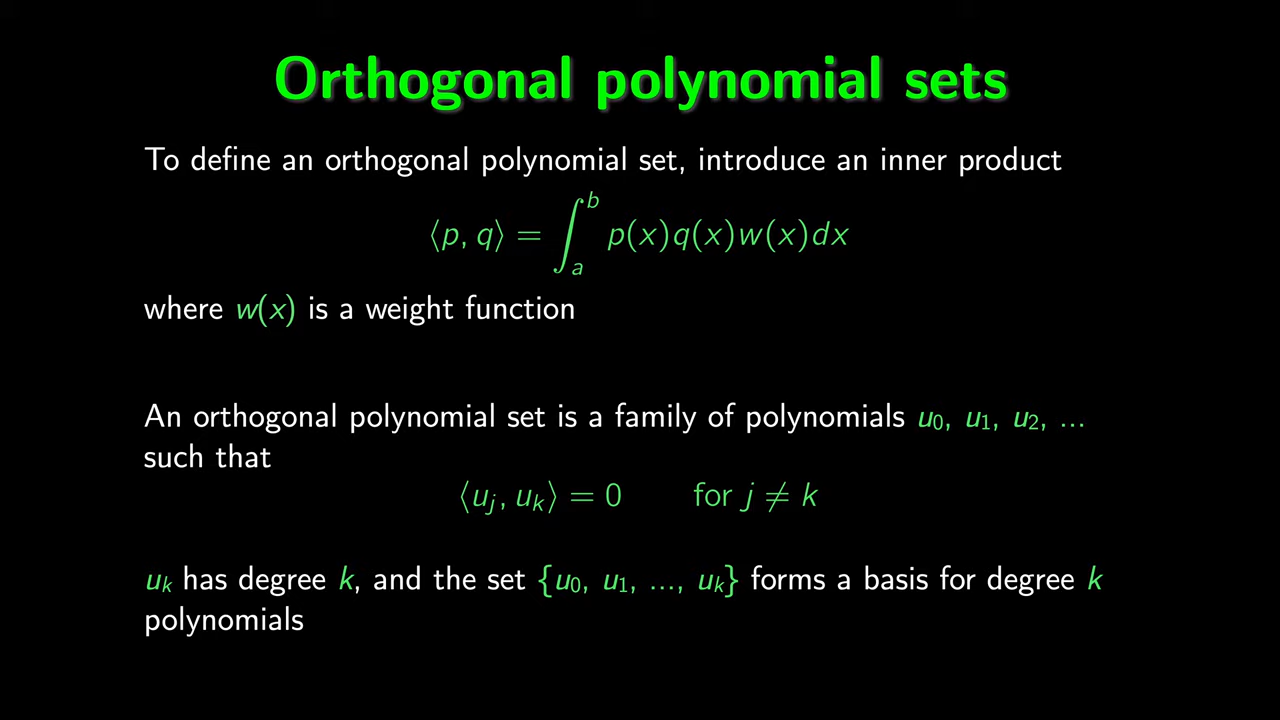 Orthogonal polynomial sets
To define an orthogonal polynomial set, introduce an inner product
⟨p, q⟩ = ∫_a^b p(x)q(x)w(x)dx
where w(x) is a weight function
An orthogonal polynomial set is a family of polynomials u₀, u₁, u₂, ...
such that
⟨u_j, u_k⟩ = 0 for j ≠ k
u_k has degree k, and the set {u₀, u₁, ..., u_k} forms a basis for degree k
polynomials